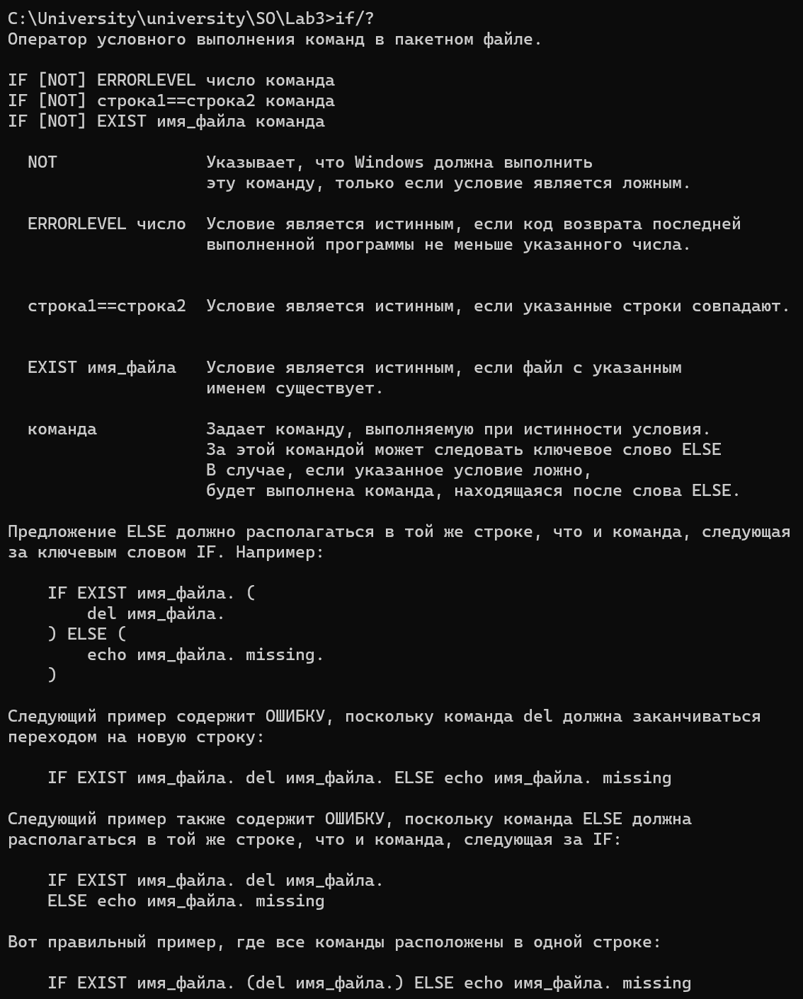 C:\University\university\SO\Lab3>if/?
Оператор условного выполнения команд в пакетном файле.

IF [NOT] ERRORLEVEL число команда
IF [NOT] строка1==строка2 команда
IF [NOT] EXIST имя_файла команда

  NOT               Указывает, что Windows должна выполнить
                    эту команду, только если условие является ложным.

  ERRORLEVEL число  Условие является истинным, если код возврата последней
                    выполненной программы не меньше указанного числа.


  строка1==строка2  Условие является истинным, если указанные строки совпадают.


  EXIST имя_файла   Условие является истинным, если файл с указанным
                    именем существует.

  команда           Задает команду, выполняемую при истинности условия.
                    За этой командой может следовать ключевое слово ELSE
                    В случае, если указанное условие ложно,
                    будет выполнена команда, находящаяся после слова ELSE.

Предложение ELSE должно располагаться в той же строке, что и команда, следующая
за ключевым словом IF. Например:

    IF EXIST имя_файла. (
        del имя_файла.
    ) ELSE (
        echo имя_файла. missing.
    )

Следующий пример содержит ОШИБКУ, поскольку команда del должна заканчиваться
переходом на новую строку:

    IF EXIST имя_файла. del имя_файла. ELSE echo имя_файла. missing

Следующий пример также содержит ОШИБКУ, поскольку команда ELSE должна
располагаться в той же строке, что и команда, следующая за IF:

    IF EXIST имя_файла. del имя_файла.
    ELSE echo имя_файла. missing

Вот правильный пример, где все команды расположены в одной строке:

    IF EXIST имя_файла. (del имя_файла.) ELSE echo имя_файла. missing